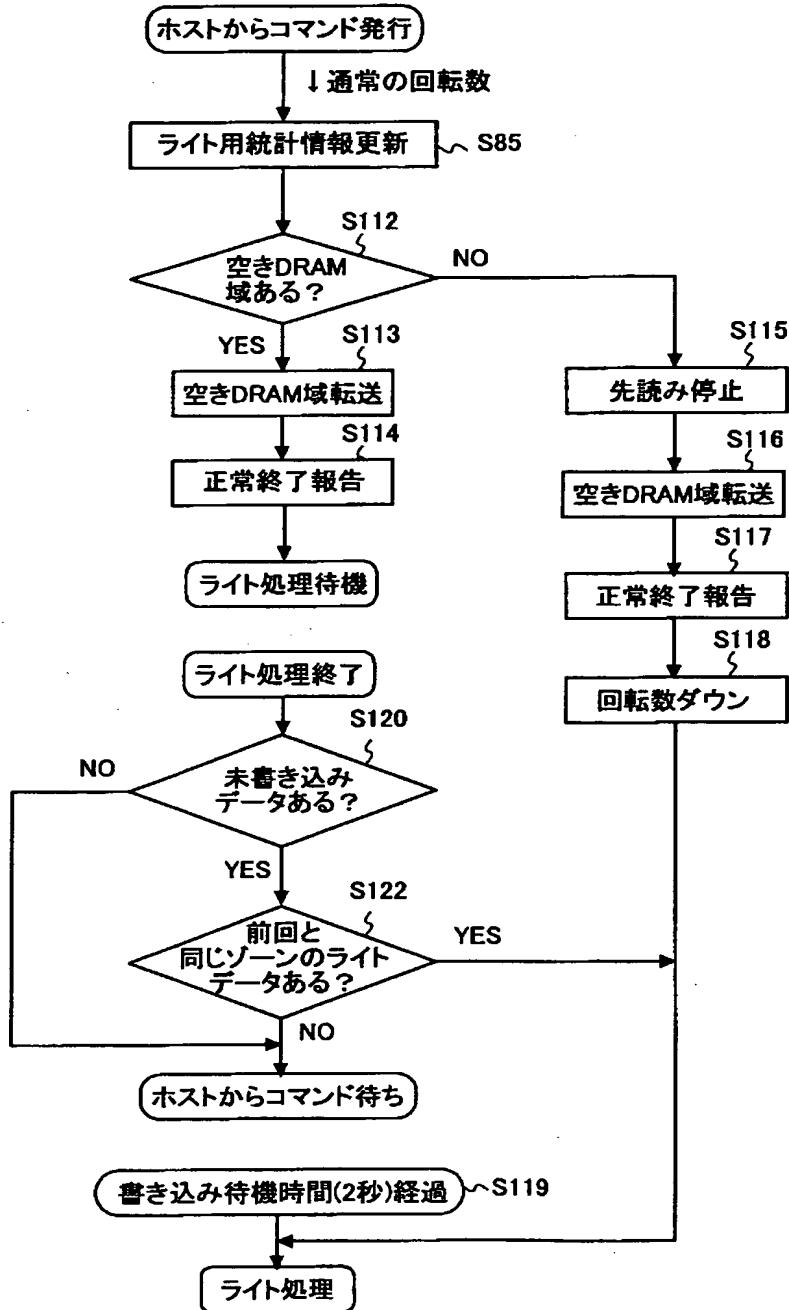 ホストからコマンド発行
↓通常の回転数
ライト用統計情報更新
S85
S112
空きDRAM
域ある？
NO
YES
S113
空きDRAM域転送
S114
正常終了報告
ライト処理待機
S115
先読み停止
S116
空きDRAM域転送
S117
正常終了報告
S118
回転数ダウン
ライト処理終了
S120
未書き込み
データある？
NO
YES
S122
前回と
同じゾーンのライト
データある？
YES
NO
ホストからコマンド待ち
書き込み待機時間(2秒)経過
S119
ライト処理